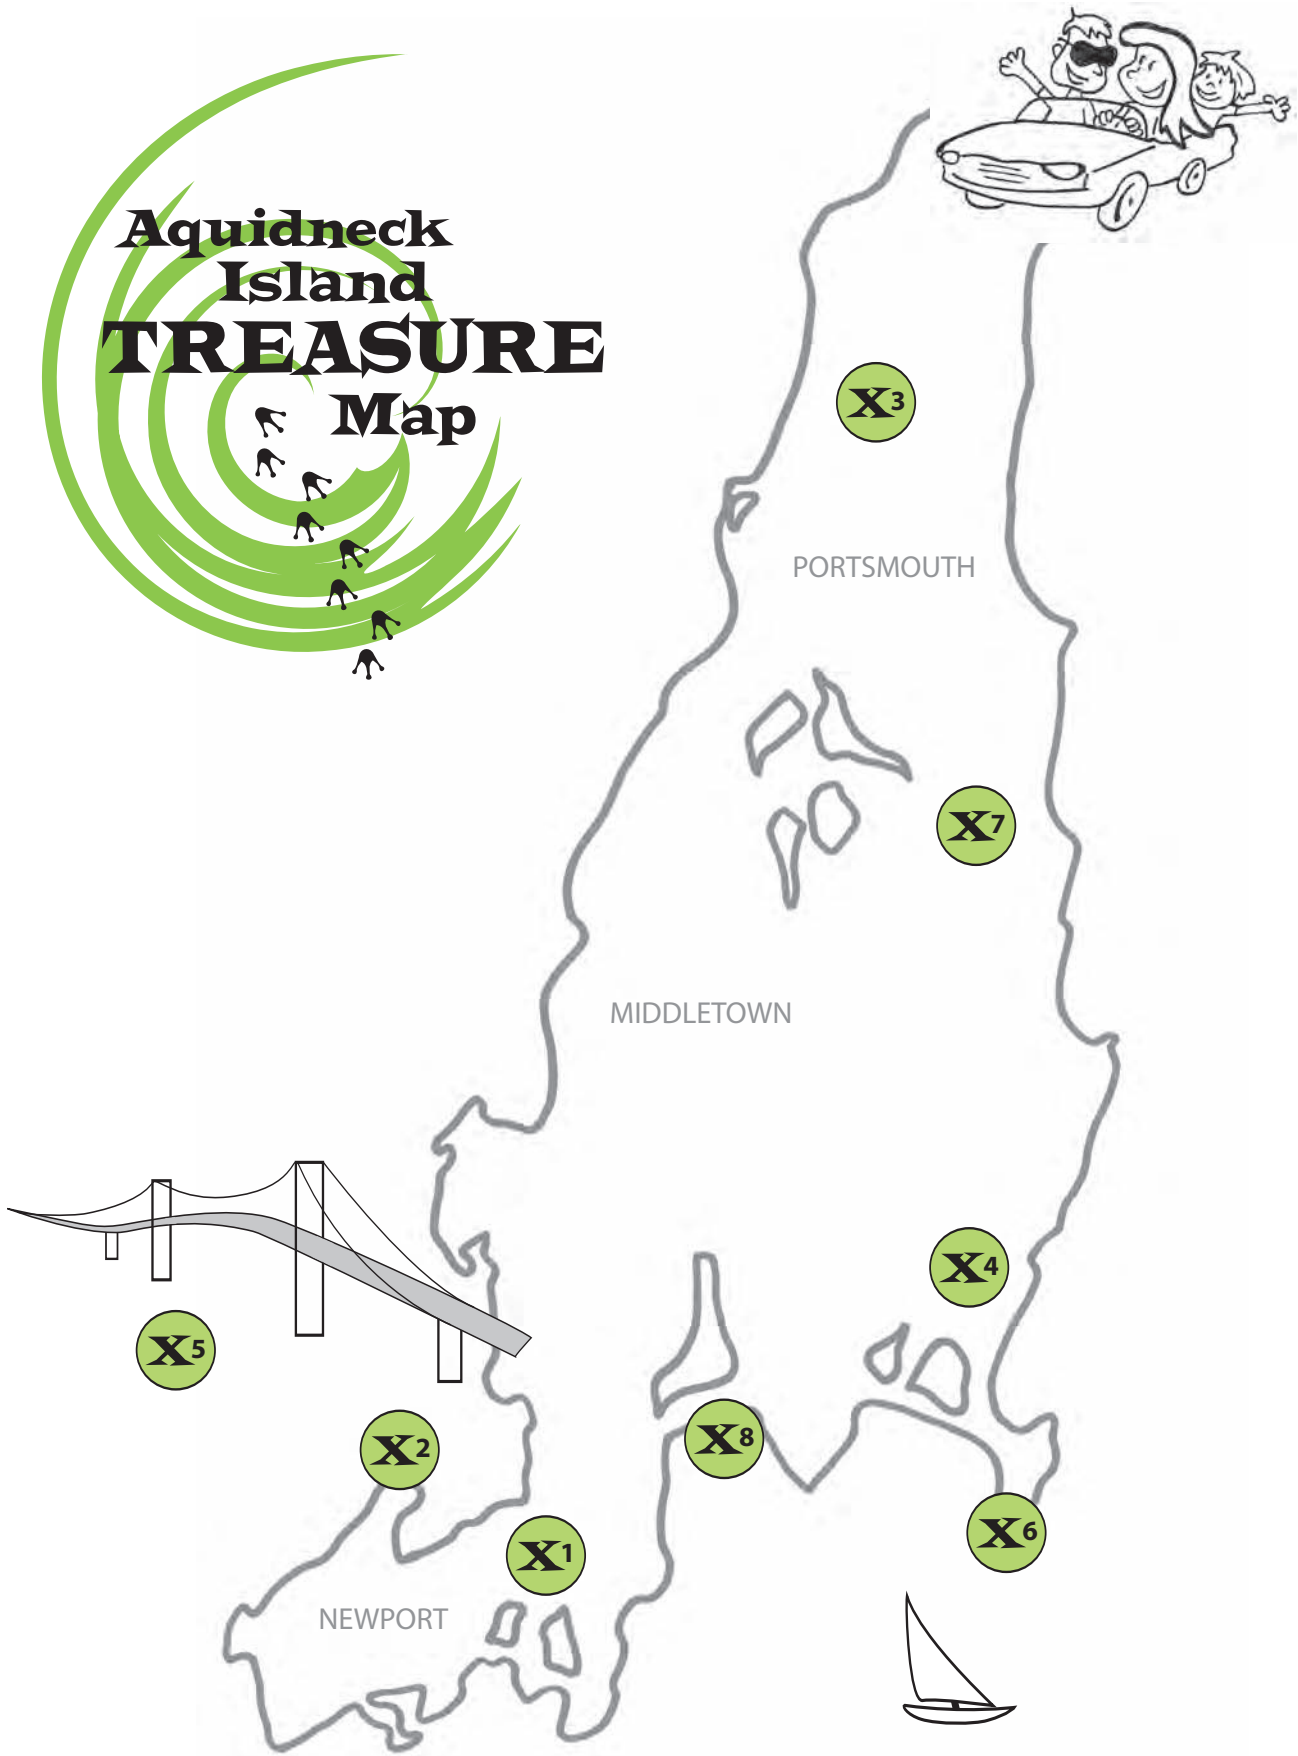 Aquidneck
Island
TREASURE
Map
X3
PORTSMOUTH
X7
MIDDLETOWN
X4
X5
X8
X2
X6
X1
NEWPORT